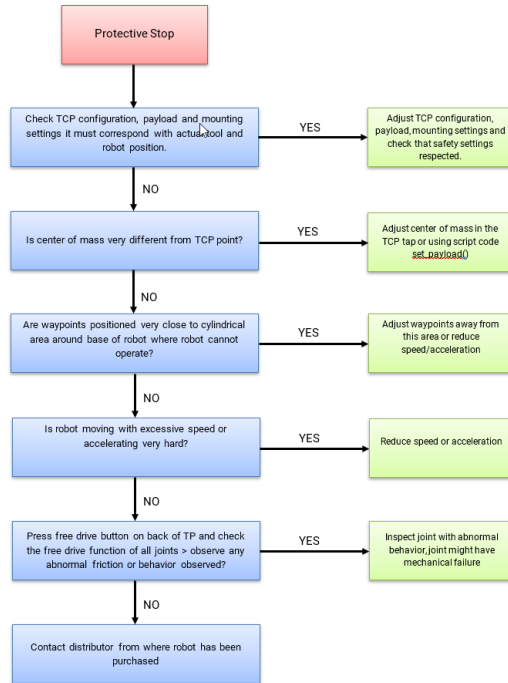 Protective Stop
Check TCP configuration, payload and mounting
settings it must correspond with actual tool and
robot position.
YES
Adjust TCP configuration,
payload, mounting settings and
check that safety settings
respected.
NO
Is center of mass very different from TCP point?
YES
Adjust center of mass in the
TCP tap or using script code
set_payload()
NO
Are waypoints positioned very close to cylindrical
area around base of robot where robot cannot
operate?
YES
Adjust waypoints away from
this area or reduce
speed/acceleration
NO
Is robot moving with excessive speed or
accelerating very hard?
YES
Reduce speed or acceleration
NO
Press free drive button on back of TP and check
the free drive function of all joints > observe any
abnormal friction or behavior observed?
YES
Inspect joint with abnormal
behavior, joint might have
mechanical failure
NO
Contact distributor from where robot has been
purchased